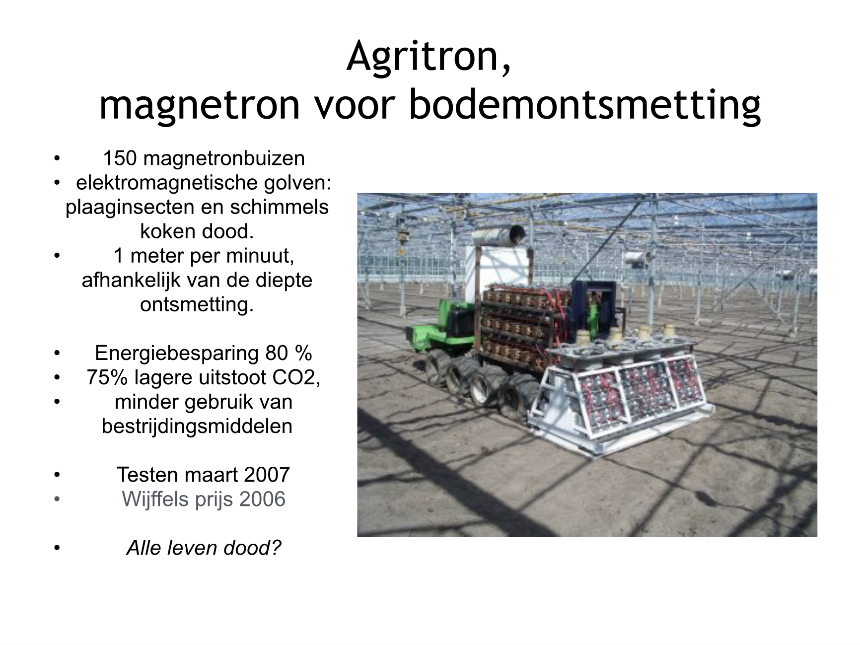 Agritron,
magnetron voor bodemontsmetting
• 150 magnetronbuizen
• elektromagnetische golven:
plaaginsecten en schimmels
koken dood.
• 1 meter per minuut,
afhankelijk van de diepte
ontsmetting.
• Energiebesparing 80 %
• 75% lagere uitstoot CO2,
• minder gebruik van
bestrijdingsmiddelen
• Testen maart 2007
• Wijffels prijs 2006
• Alle leven dood?